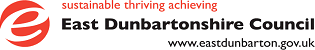 sustainable thriving achieving
East Dunbartonshire Council
www.eastdunbarton.gov.uk